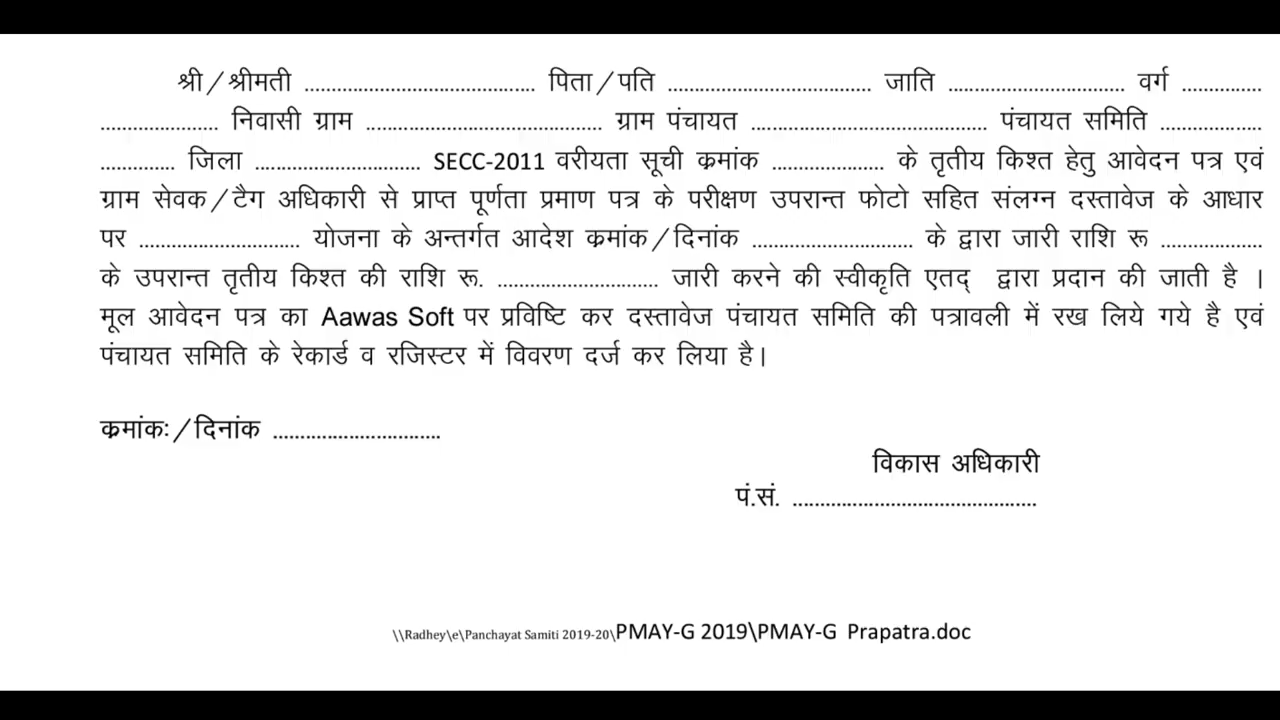 श्री/श्रीमती ........................................... पिता/पति ........................................ जाति ................................. वर्ग ...............
...................... निवासी ग्राम ............................................ ग्राम पंचायत ............................................ पंचायत समिति ...................
.............. जिला ............................... SECC-2011 वरीयता सूची क्रमांक ..................... के तृतीय किश्त हेतु आवेदन पत्र एवं
ग्राम सेवक/टैग अधिकारी से प्राप्त पूर्णता प्रमाण पत्र के परीक्षण उपरान्त फोटो सहित संलग्न दस्तावेज के आधार
पर .............................. योजना के अन्तर्गत आदेश क्रमांक/दिनांक .............................. के द्वारा जारी राशि रू ...................
के उपरान्त तृतीय किश्त की राशि रू. .............................. जारी करने की स्वीकृति एतद् द्वारा प्रदान की जाती है ।
मूल आवेदन पत्र का Aawas Soft पर प्रविष्टि कर दस्तावेज पंचायत समिति की पत्रावली में रख लिये गये है एवं
पंचायत समिति के रेकार्ड व रजिस्टर में विवरण दर्ज कर लिया है।
क्रमांकः/दिनांक ...............................
विकास अधिकारी
पं.सं. .............................................
\\Radhey\e\Panchayat Samiti 2019-20\PMAY-G 2019\PMAY-G Prapatra.doc